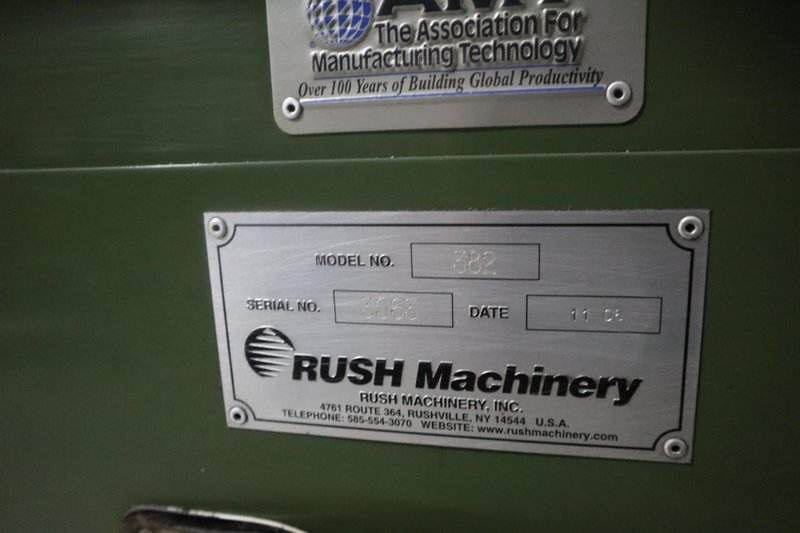 The Association For
Manufacturing Technology
Over 100 Years of Building Global Productivity
MODEL NO. 382
SERIAL NO. DATE 11
RUSH Machinery
RUSH MACHINERY, INC.
4761 ROUTE 364, RUSHVILLE, NY 14544 U.S.A.
TELEPHONE: 585-554-3070 WEBSITE: www.rushmachinery.com